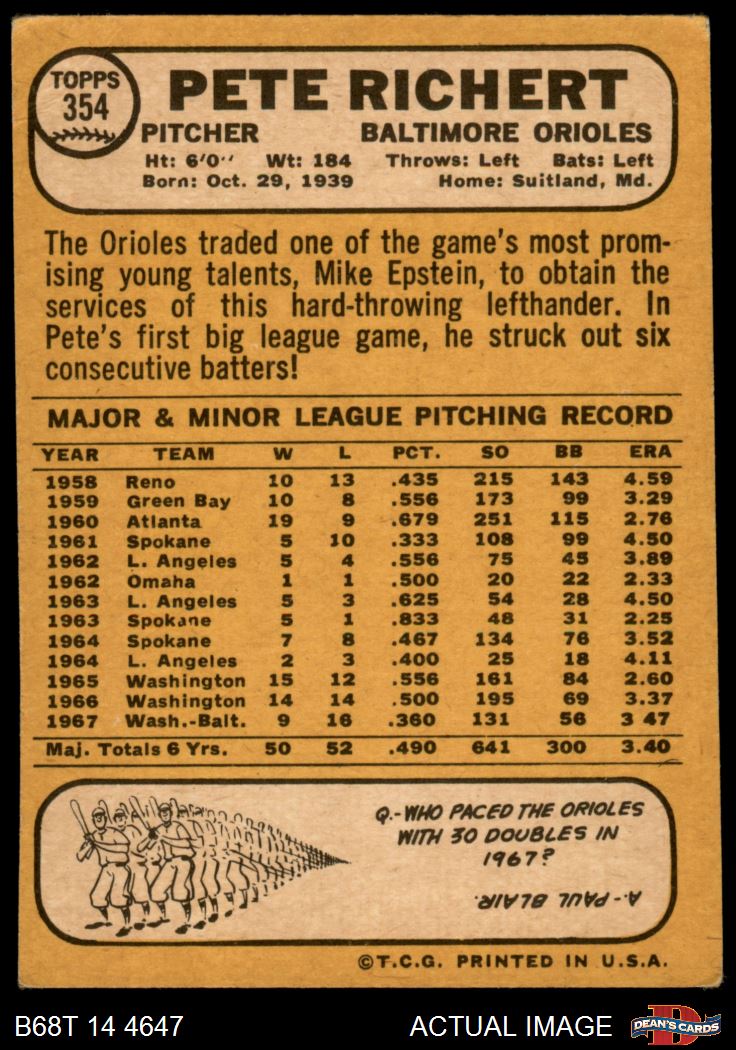 TOPPS
354
PETE RICHERT
PITCHER BALTIMORE ORIOLES
Ht: 6'0'' Wt: 184 Throws: Left Bats: Left
Born: Oct. 29, 1939 Home: Suitland, Md.
The Orioles traded one of the game's most prom-
ising young talents, Mike Epstein, to obtain the
services of this hard-throwing lefthander. In
Pete's first big league game, he struck out six
consecutive batters!
MAJOR & MINOR LEAGUE PITCHING RECORD
YEAR TEAM W L PCT. SO BB ERA
1958 Reno 10 13 .435 215 143 4.59
1959 Green Bay 10 8 .556 173 99 3.29
1960 Atlanta 19 9 .679 251 115 2.76
1961 Spokane 5 10 .333 108 99 4.50
1962 L. Angeles 5 4 .556 75 45 3.89
1962 Omaha 1 1 .500 20 22 2.33
1963 L. Angeles 5 3 .625 54 28 4.50
1963 Spokane 5 1 .833 48 31 2.25
1964 Spokane 7 8 .467 134 76 3.52
1964 L. Angeles 2 3 .400 25 18 4.11
1965 Washington 15 12 .556 161 84 2.60
1966 Washington 14 14 .500 195 69 3.37
1967 Wash.-Balt. 9 16 .360 131 56 3 47
Maj. Totals 6 Yrs. 50 52 .490 641 300 3.40
Q.-WHO PACED THE ORIOLES
WITH 30 DOUBLES IN
1967?
A.- PAUL BLAIR.
©T.C.G. PRINTED IN U.S.A.
B68T 14 4647 ACTUAL IMAGE
D
DEAN'S CARDS